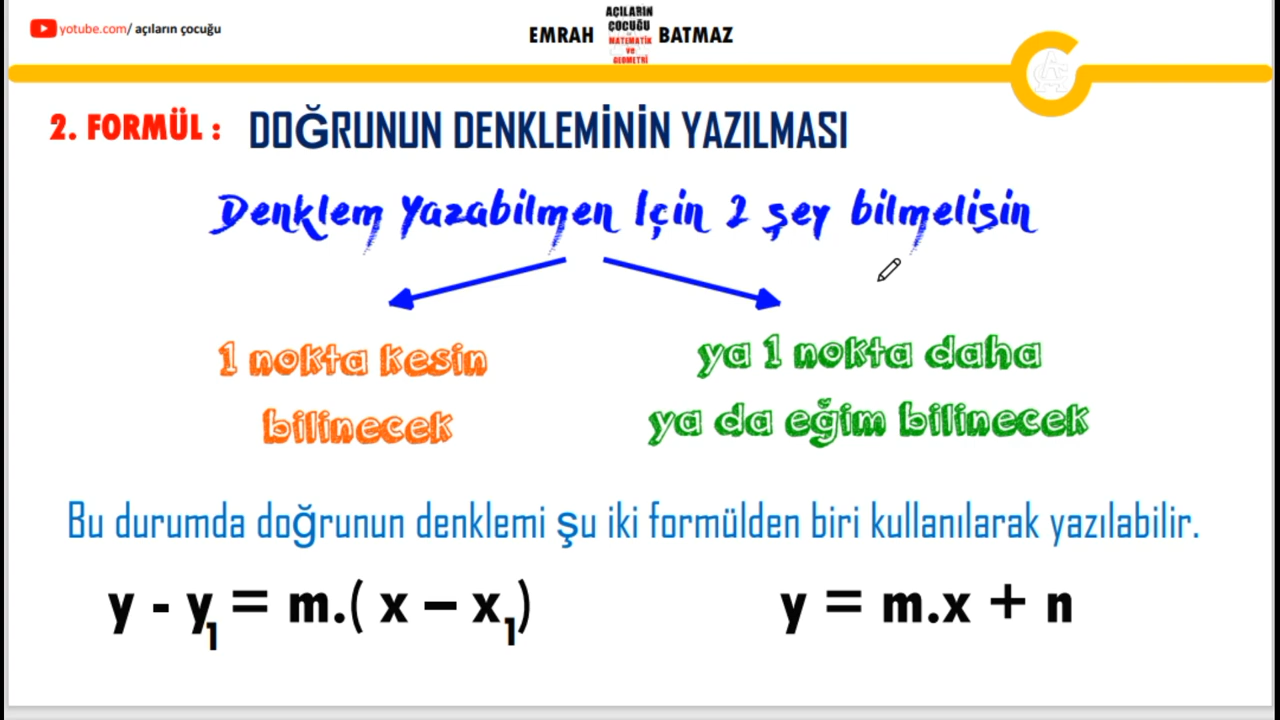 yotube.com/ açıların çocuğu
EMRAH
AÇILARIN
ÇOCUĞU
MATEMATİK
ve
GEOMETRİ
BATMAZ
2. FORMÜL : DOĞRUNUN DENKLEMİNİN YAZILMASI
Denklem Yazabilmen Için 2 şey bilmelisin
1 nokta kesin
bilinecek
ya 1 nokta daha
ya da eğim bilinecek
Bu durumda doğrunun denklemi şu iki formülden biri kullanılarak yazılabilir.
y - y₁ = m.( x – x₁)
y = m.x + n